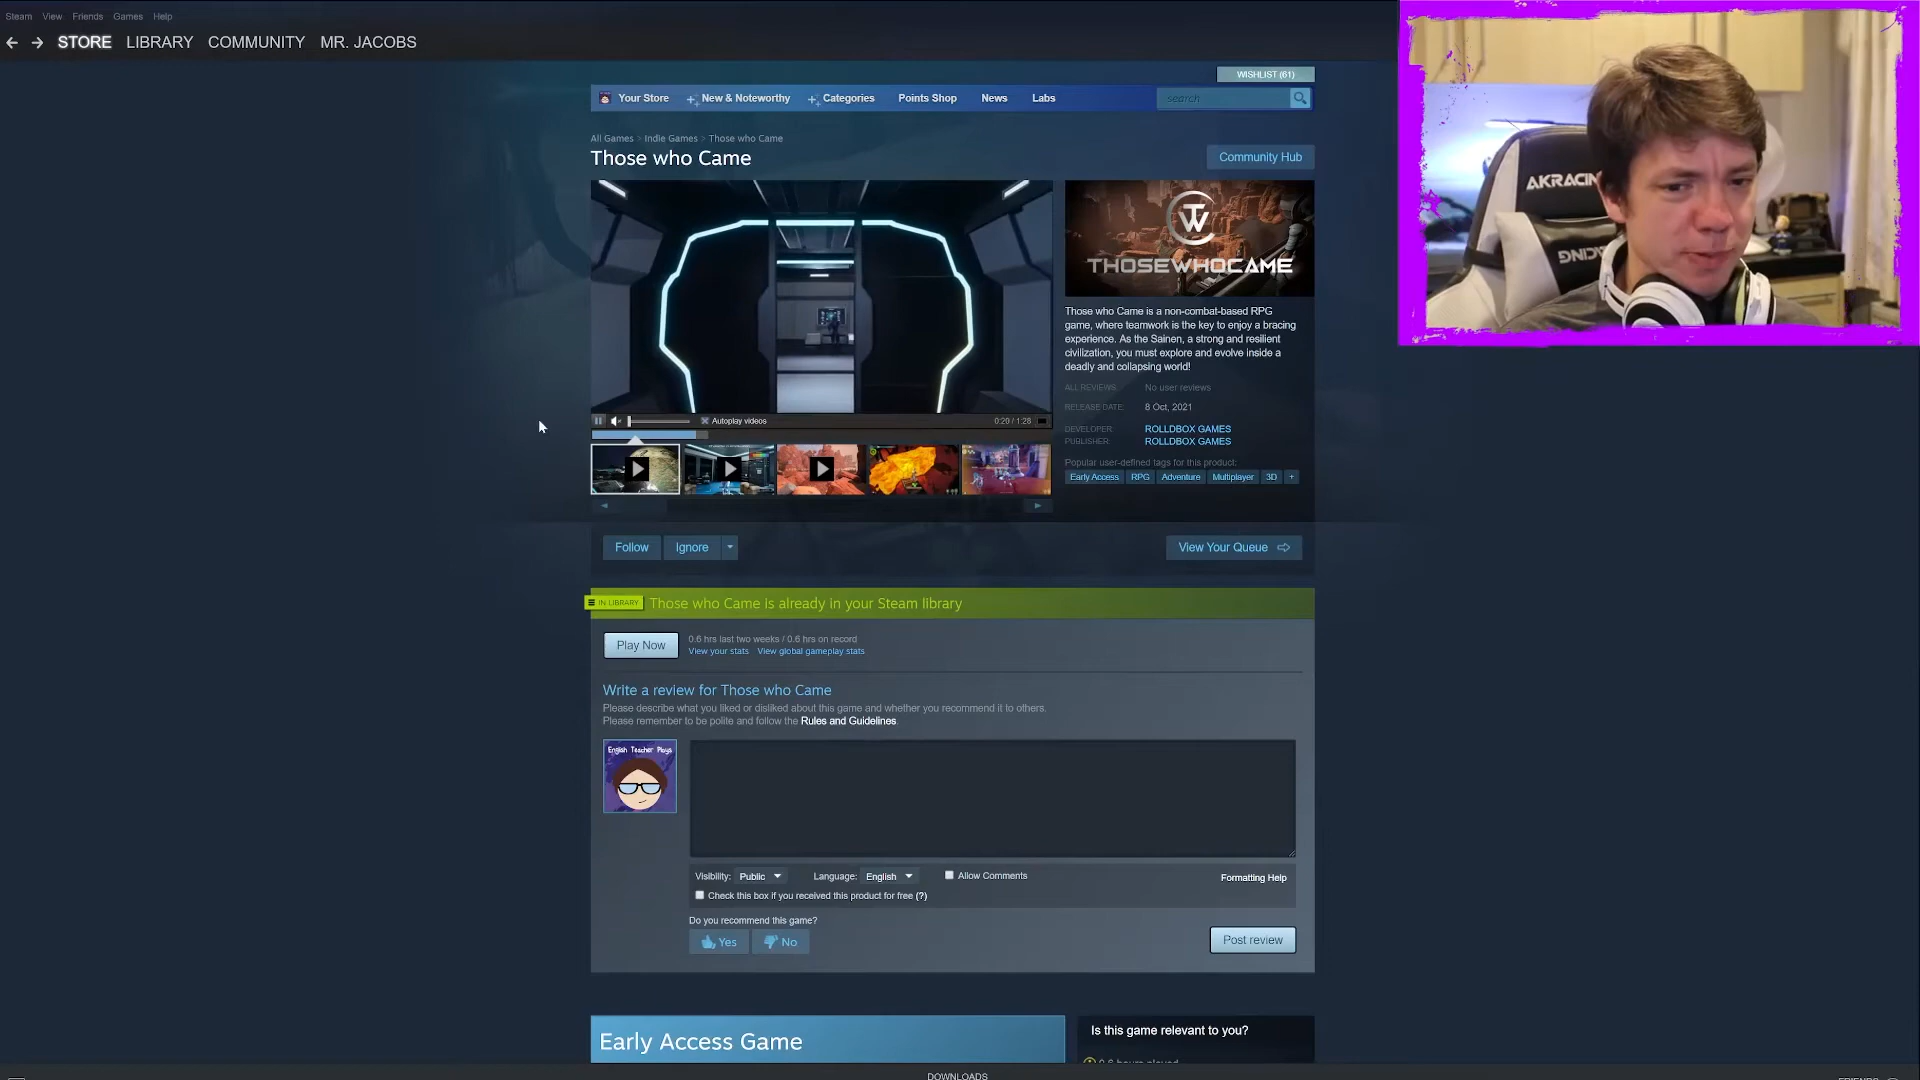 Steam View Friends Games Help
STORE LIBRARY COMMUNITY MR. JACOBS
WISHLIST (61)
Your Store New & Noteworthy Categories Points Shop News Labs search
All Games > Indie Games > Those who Came
Those who Came
Community Hub
THOSEWHOCAME
Those who Came is a non-combat-based RPG
game, where teamwork is the key to enjoy a bracing
experience. As the Sainen, a strong and resilient
civilization, you must explore and evolve inside a
deadly and collapsing world!
ALL REVIEWS: No user reviews
RELEASE DATE: 8 Oct, 2021
DEVELOPER: ROLLDBOX GAMES
PUBLISHER: ROLLDBOX GAMES
Popular user-defined tags for this product:
Early Access RPG Adventure Multiplayer 3D +
Autoplay videos 0:20 / 1:28
Follow Ignore View Your Queue
IN LIBRARY Those who Came is already in your Steam library
Play Now
0.6 hrs last two weeks / 0.6 hrs on record
View your stats View global gameplay stats
Write a review for Those who Came
Please describe what you liked or disliked about this game and whether you recommend it to others.
Please remember to be polite and follow the Rules and Guidelines.
English Teacher Plays
Visibility: Public Language: English Allow Comments
Formatting Help
Check this box if you received this product for free (?)
Do you recommend this game?
Yes No
Post review
Early Access Game
Is this game relevant to you?
DOWNLOADS
AKRACING